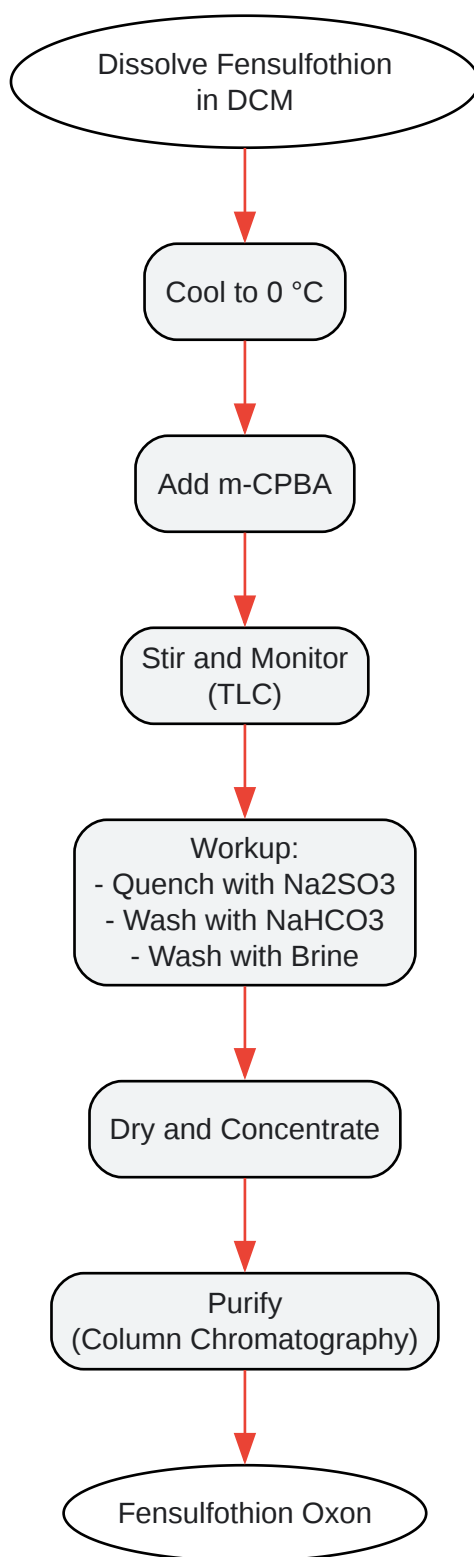 Dissolve Fensulfothion
in DCM
Cool to 0 °C
Add m-CPBA
Stir and Monitor
(TLC)
Workup:
- Quench with Na2SO3
- Wash with NaHCO3
- Wash with Brine
Dry and Concentrate
Purify
(Column Chromatography)
Fensulfothion Oxon